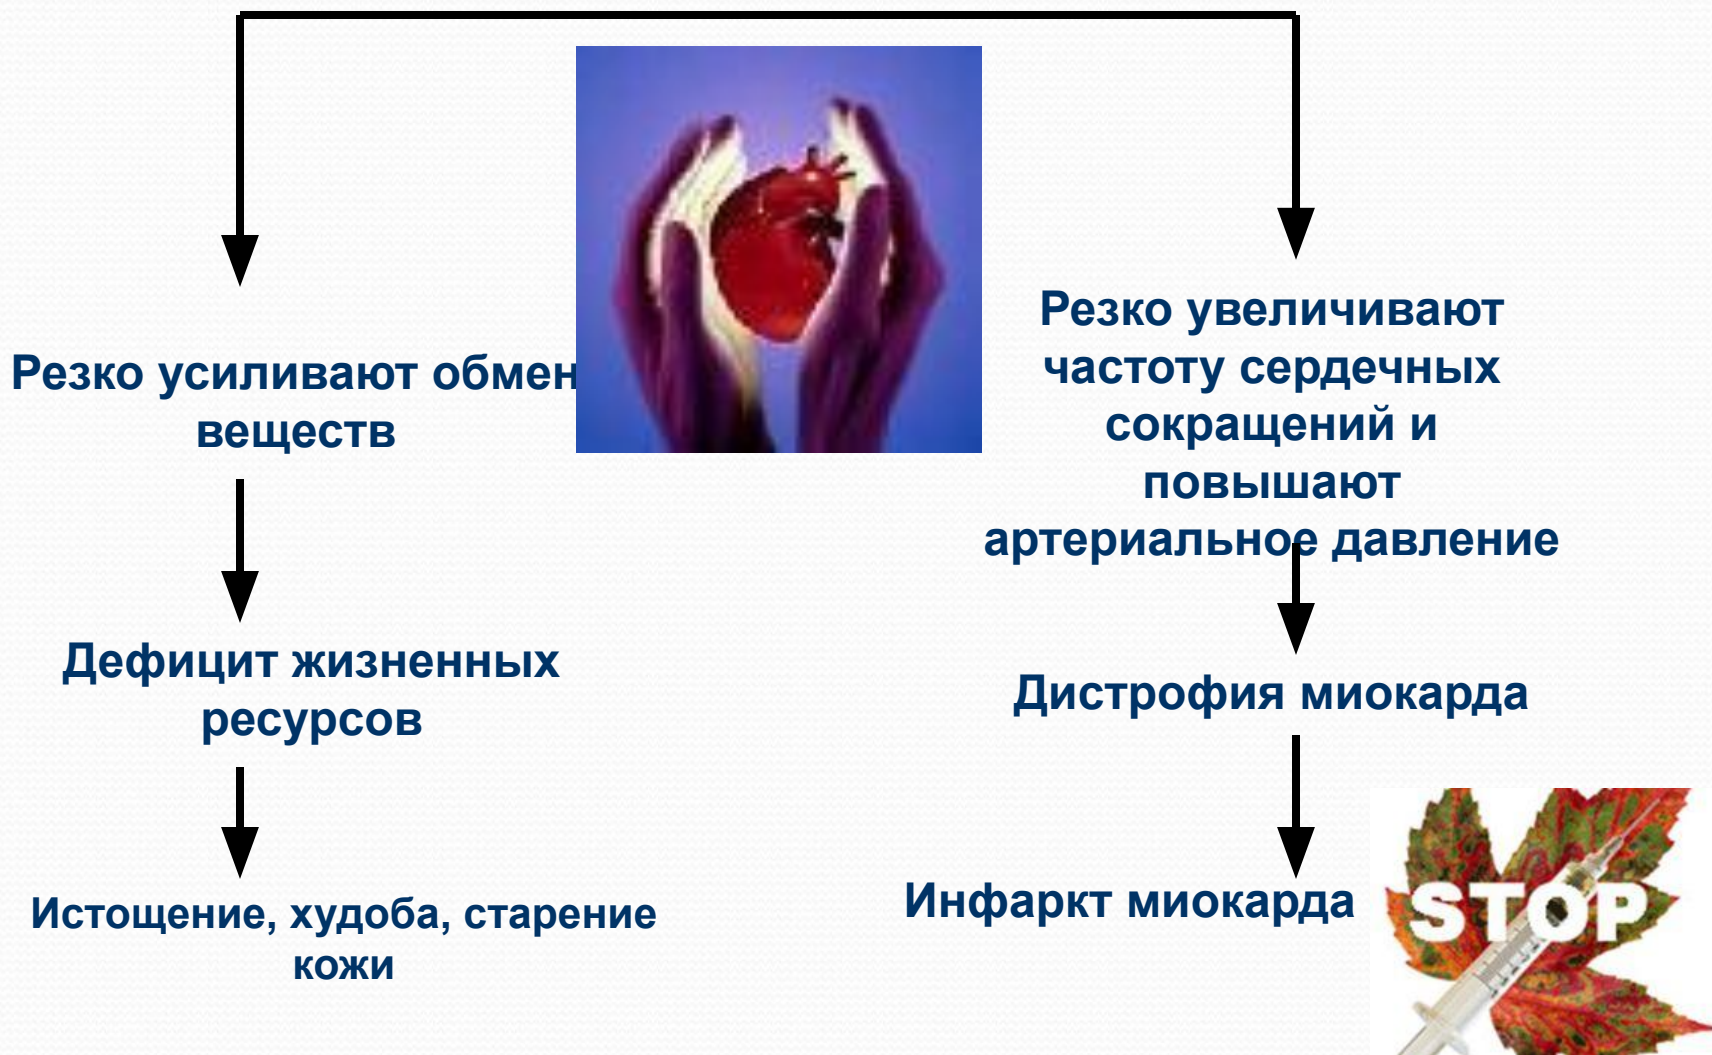 Резко усиливают обмен
веществ
Дефицит жизненных
ресурсов
Истощение, худоба, старение
кожи
Резко увеличивают
частоту сердечных
сокращений и
повышают
артериальное давление
Дистрофия миокарда
Инфаркт миокарда
STOP